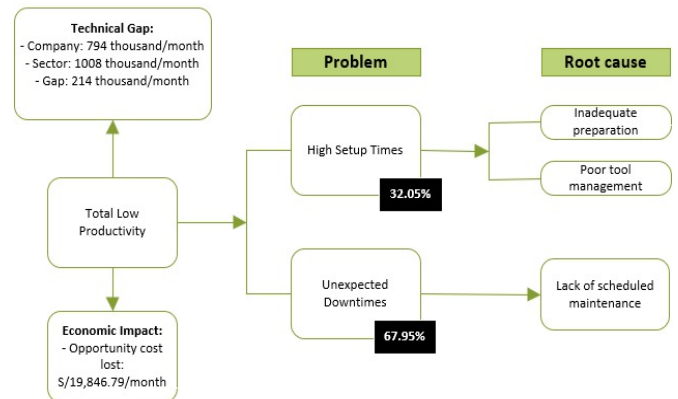 Technical Gap:
- Company: 794 thousand/month
- Sector: 1008 thousand/month
- Gap: 214 thousand/month
Problem
Root cause
High Setup Times
32.05%
Inadequate
preparation
Poor tool
management
Total Low
Productivity
Unexpected
Downtimes
67.95%
Lack of scheduled
maintenance
Economic Impact:
- Opportunity cost
lost:
S/19,846.79/month